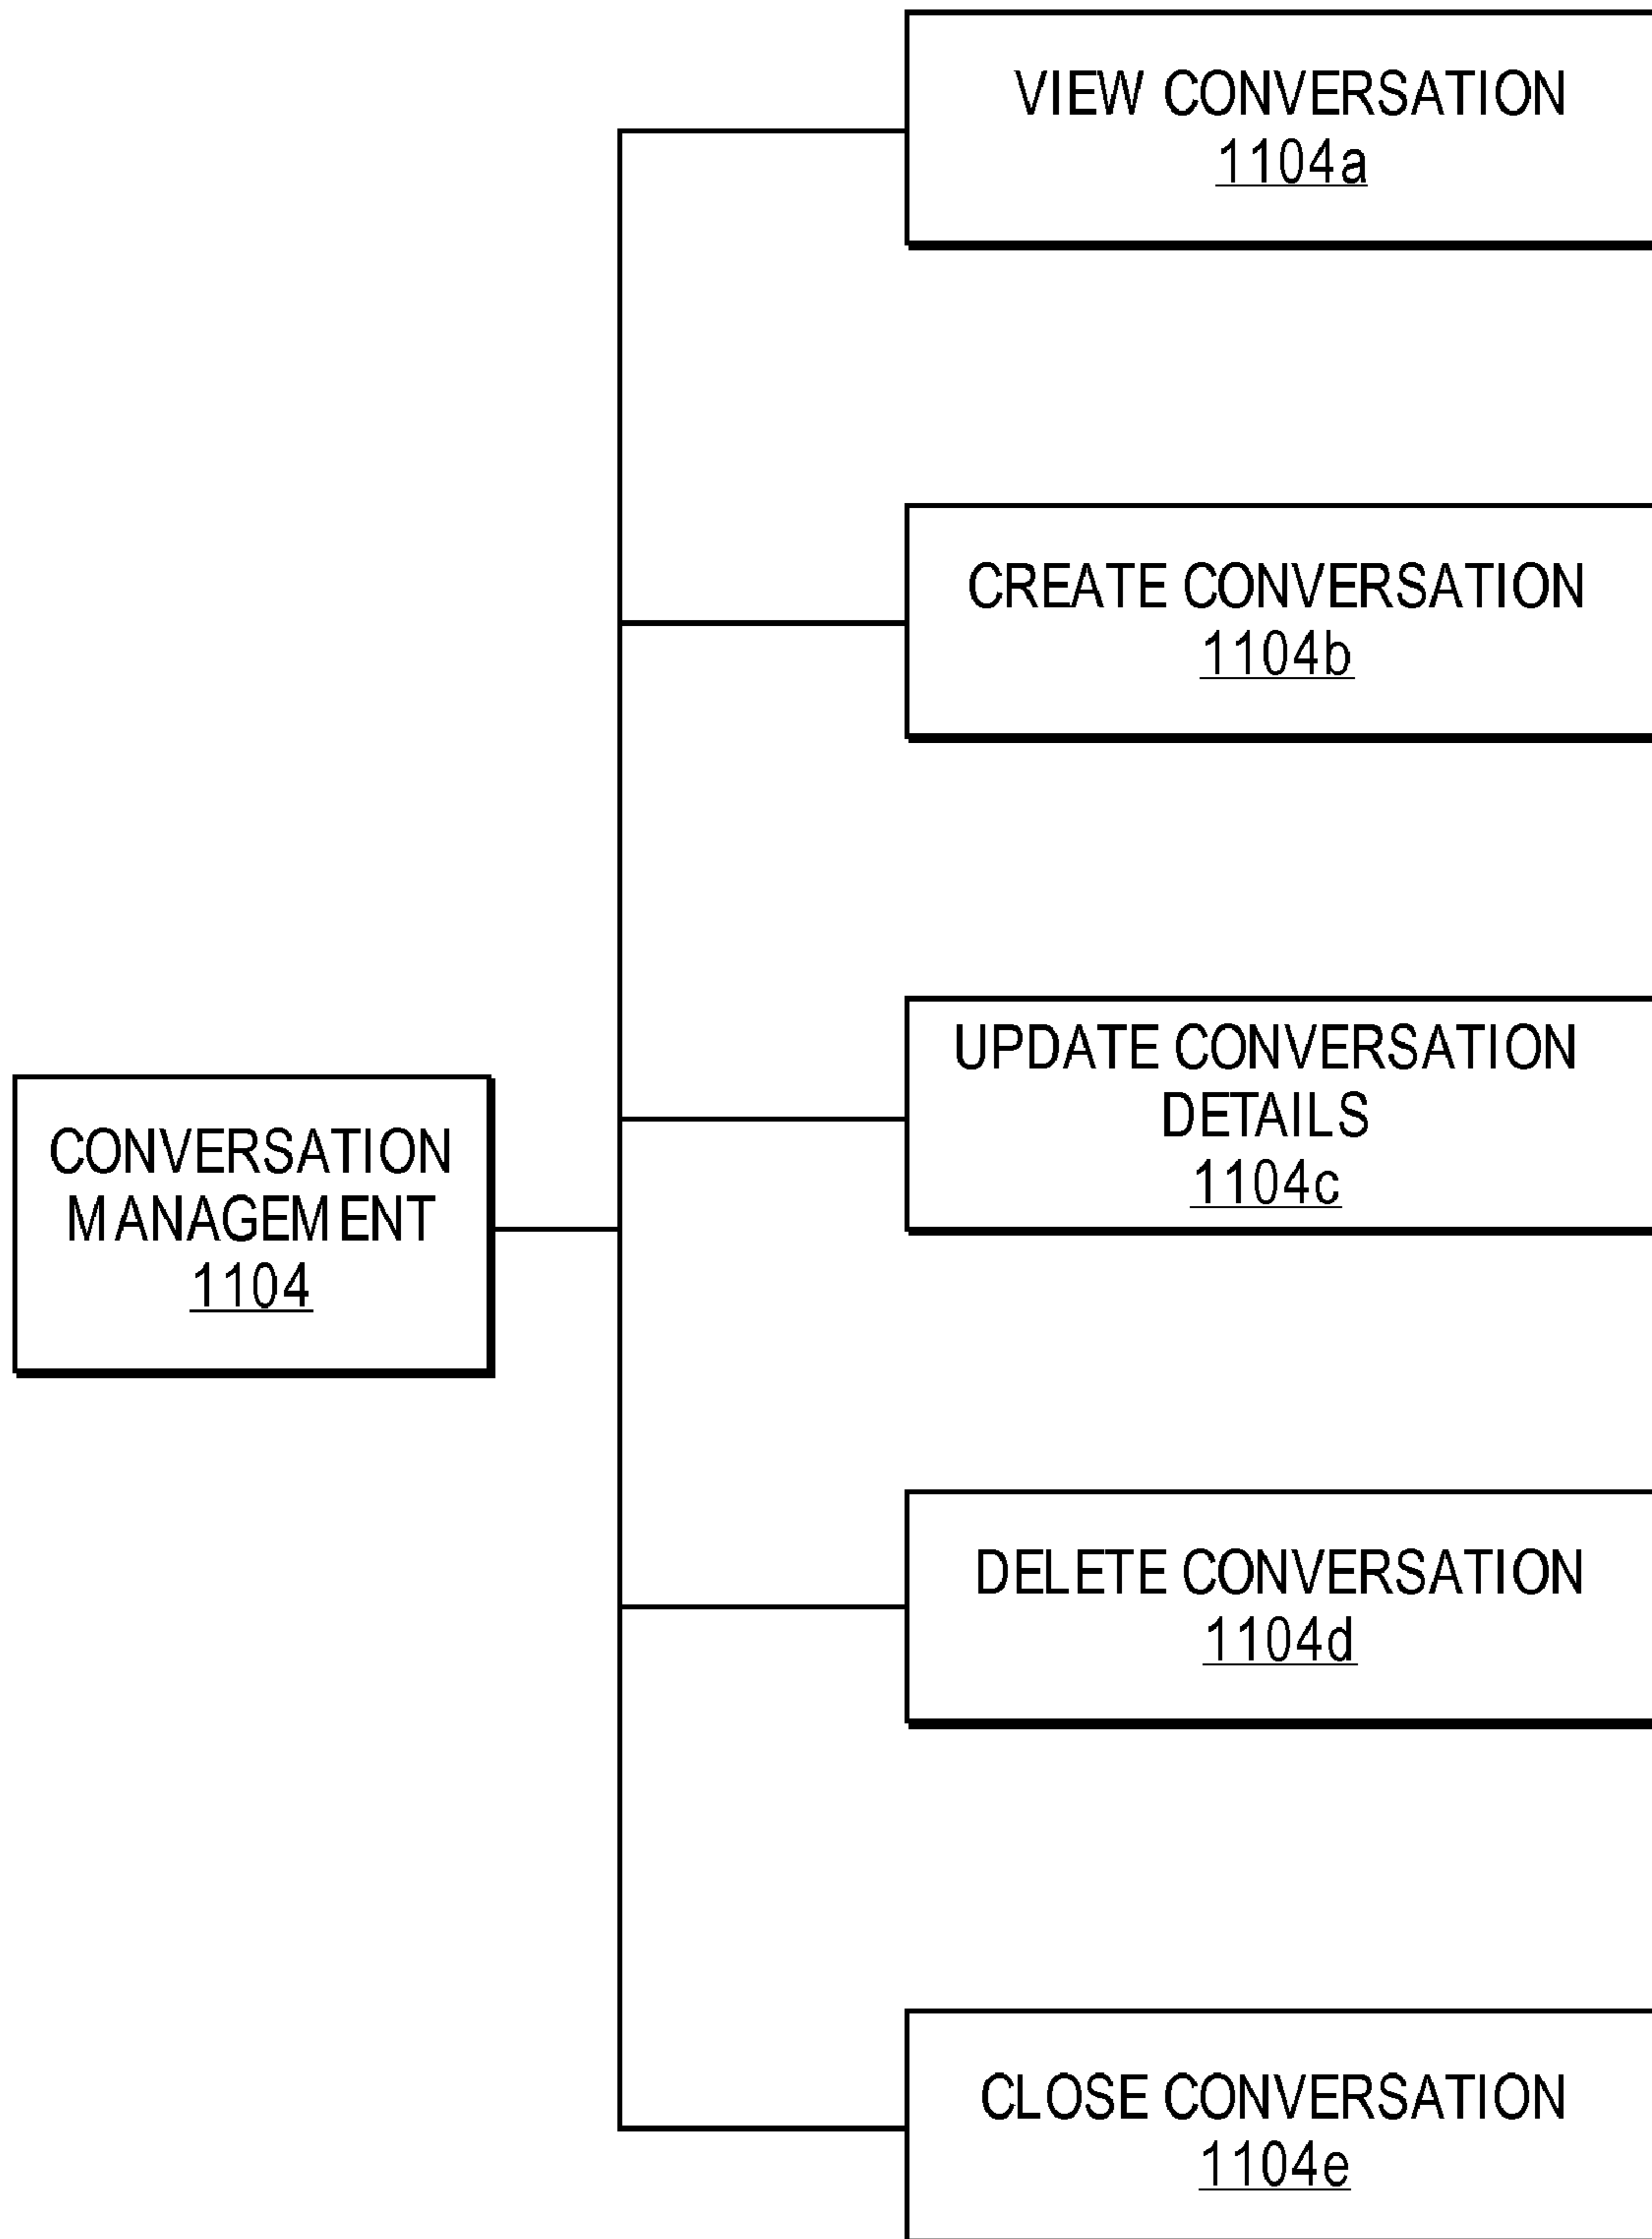 VIEW CONVERSATION
1104a
CREATE CONVERSATION
1104b
UPDATE CONVERSATION
DETAILS
1104c
CONVERSATION
MANAGEMENT
1104
DELETE CONVERSATION
1104d
CLOSE CONVERSATION
1104e